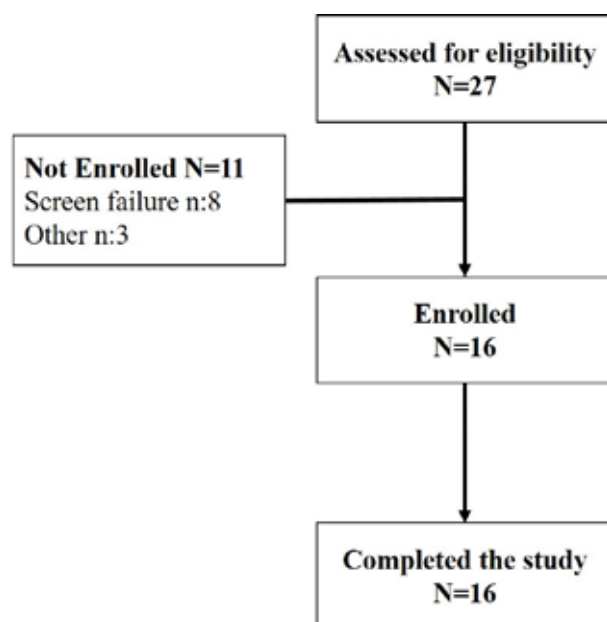 Assessed for eligibility
N=27
Not Enrolled N=11
Screen failure n:8
Other n:3
Enrolled
N=16
Completed the study
N=16